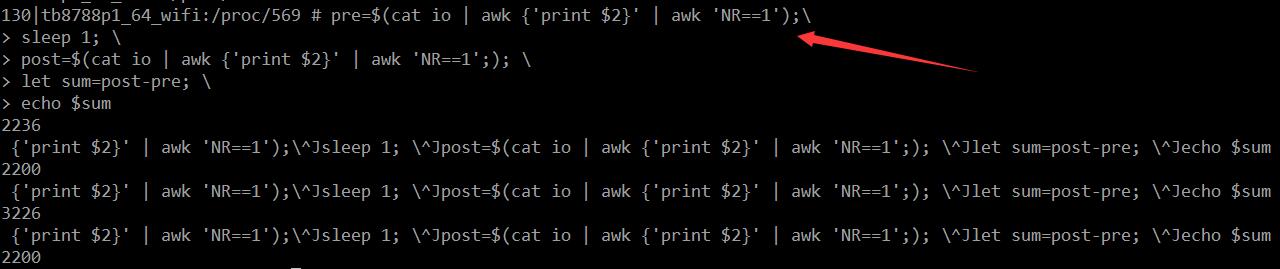 130|tb8788p1_64_wifi:/proc/569 # pre=$(cat io | awk {'print $2}' | awk 'NR==1');\
> sleep 1; \
> post=$(cat io | awk {'print $2}' | awk 'NR==1';); \
> let sum=post-pre; \
> echo $sum
2236
{'print $2}' | awk 'NR==1');\^Jsleep 1; \^Jpost=$(cat io | awk {'print $2}' | awk 'NR==1';); \^Jlet sum=post-pre; \^Jecho $sum
2200
{'print $2}' | awk 'NR==1');\^Jsleep 1; \^Jpost=$(cat io | awk {'print $2}' | awk 'NR==1';); \^Jlet sum=post-pre; \^Jecho $sum
3226
{'print $2}' | awk 'NR==1');\^Jsleep 1; \^Jpost=$(cat io | awk {'print $2}' | awk 'NR==1';); \^Jlet sum=post-pre; \^Jecho $sum
2200